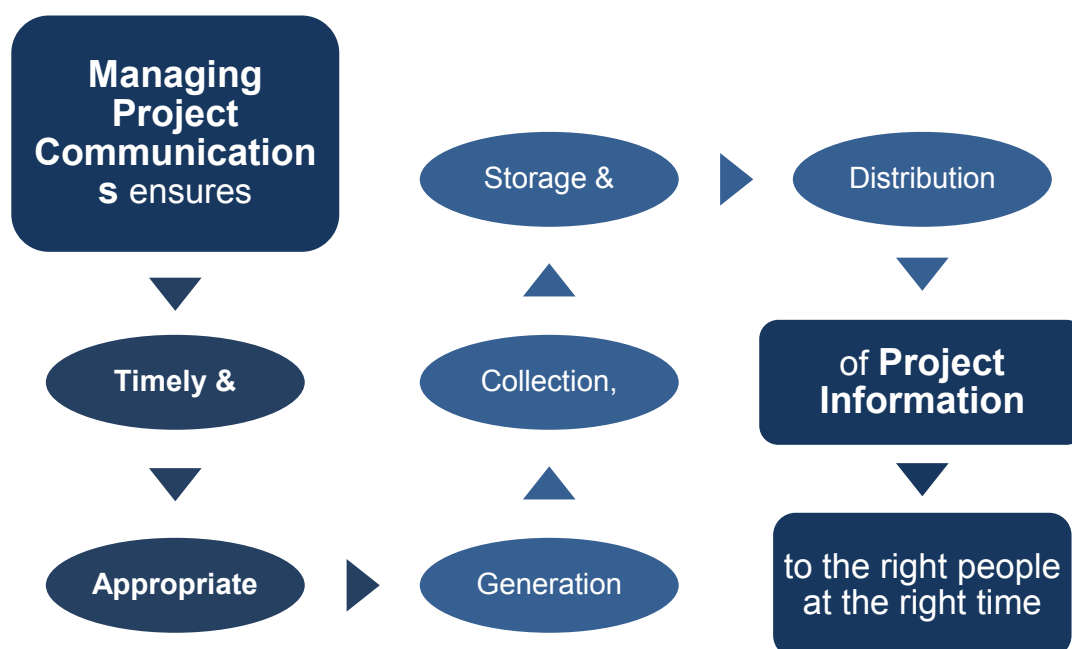 Managing
Project
Communication
s ensures
Timely &
Appropriate
Generation
Collection,
Storage &
Distribution
of Project
Information
to the right people
at the right time